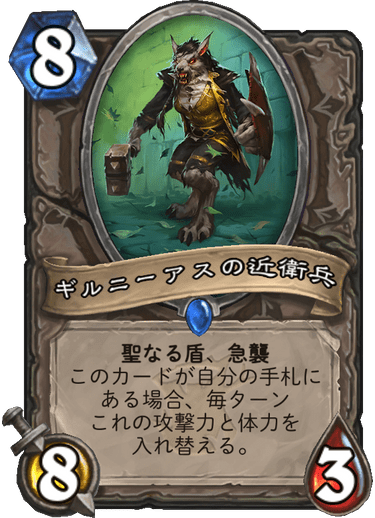 8
ギルニーアスの近衛兵
聖なる盾、急襲
このカードが自分の手札に
ある場合、毎ターン
これの攻撃力と体力を
入れ替える。
8
3